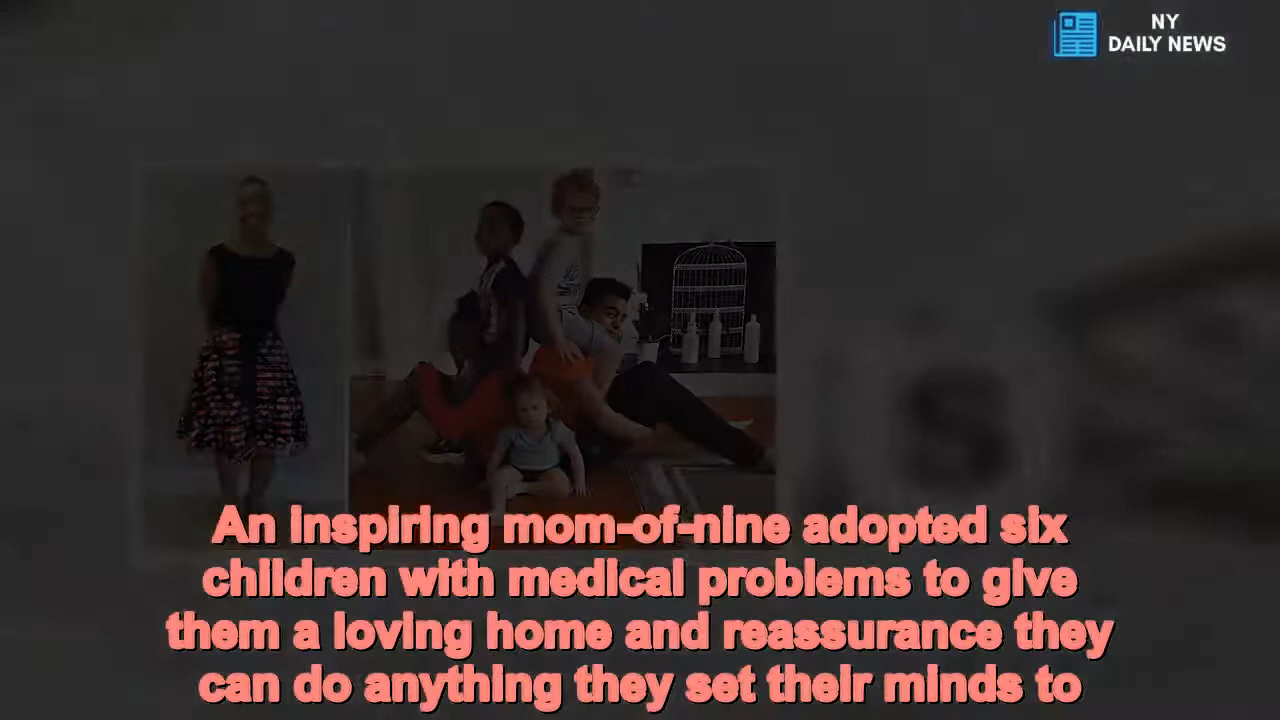 NY
DAILY NEWS
An inspiring mom-of-nine adopted six
children with medical problems to give
them a loving home and reassurance they
can do anything they set their minds to